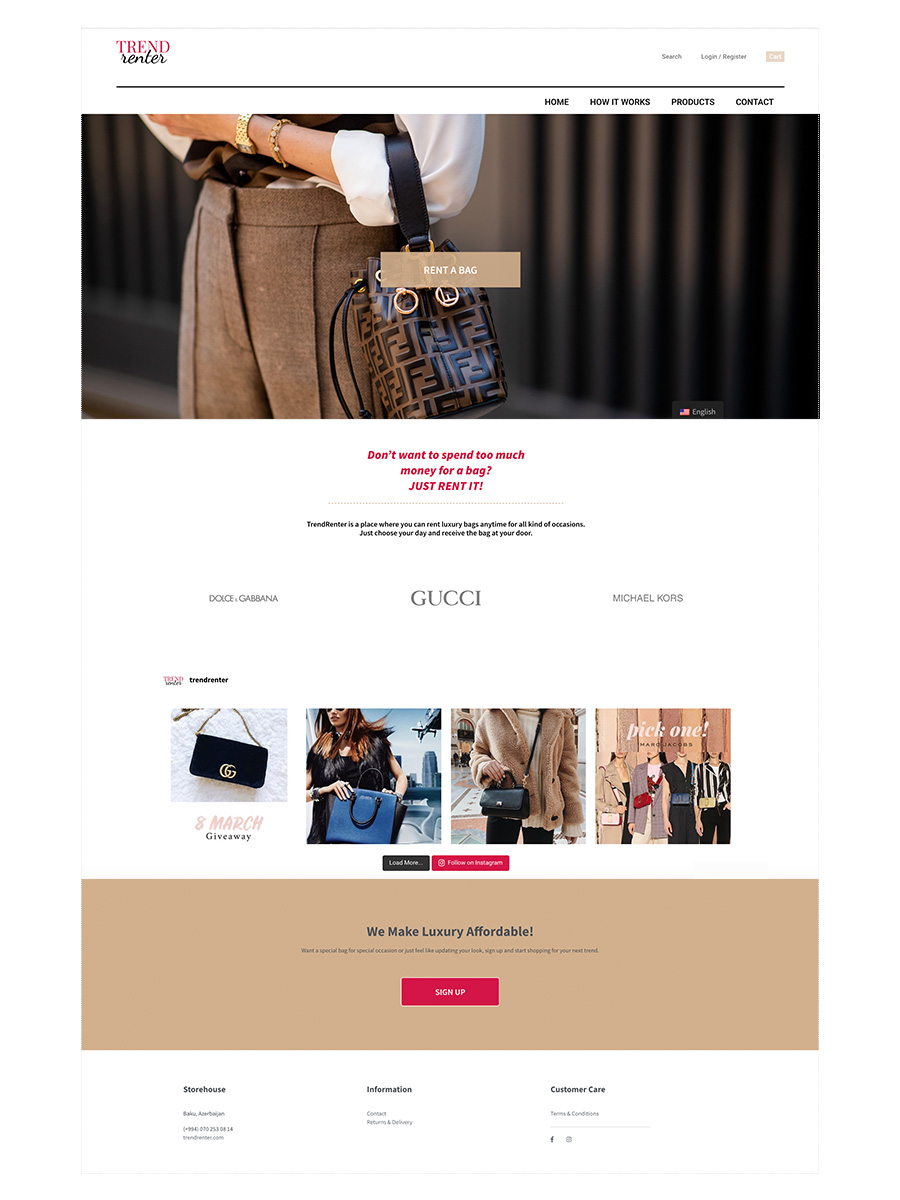 TREND
renter
Search
Login / Register
Cart
HOME
HOW IT WORKS
PRODUCTS
CONTACT
RENT A BAG
English
Don't want to spend too much
money for a bag?
JUST RENT IT!
TrendRenter is a place where you can rent luxury bags anytime for all kind of occasions.
Just choose your day and receive the bag at your door.
DOLCE & GABBANA
GUCCI
MICHAEL KORS
TREND
renter
trendrenter
8 MARCH
Giveaway
pick one!
MARC JACOBS
Load More...
Follow on Instagram
We Make Luxury Affordable!
Want a special bag for special occasion or just feel like updating your look, sign up and start shopping for your next trend.
SIGN UP
Storehouse
Baku, Azerbaijan
(+994) 070 253 08 14
trendrenter.com
Information
Contact
Returns & Delivery
Customer Care
Terms & Conditions